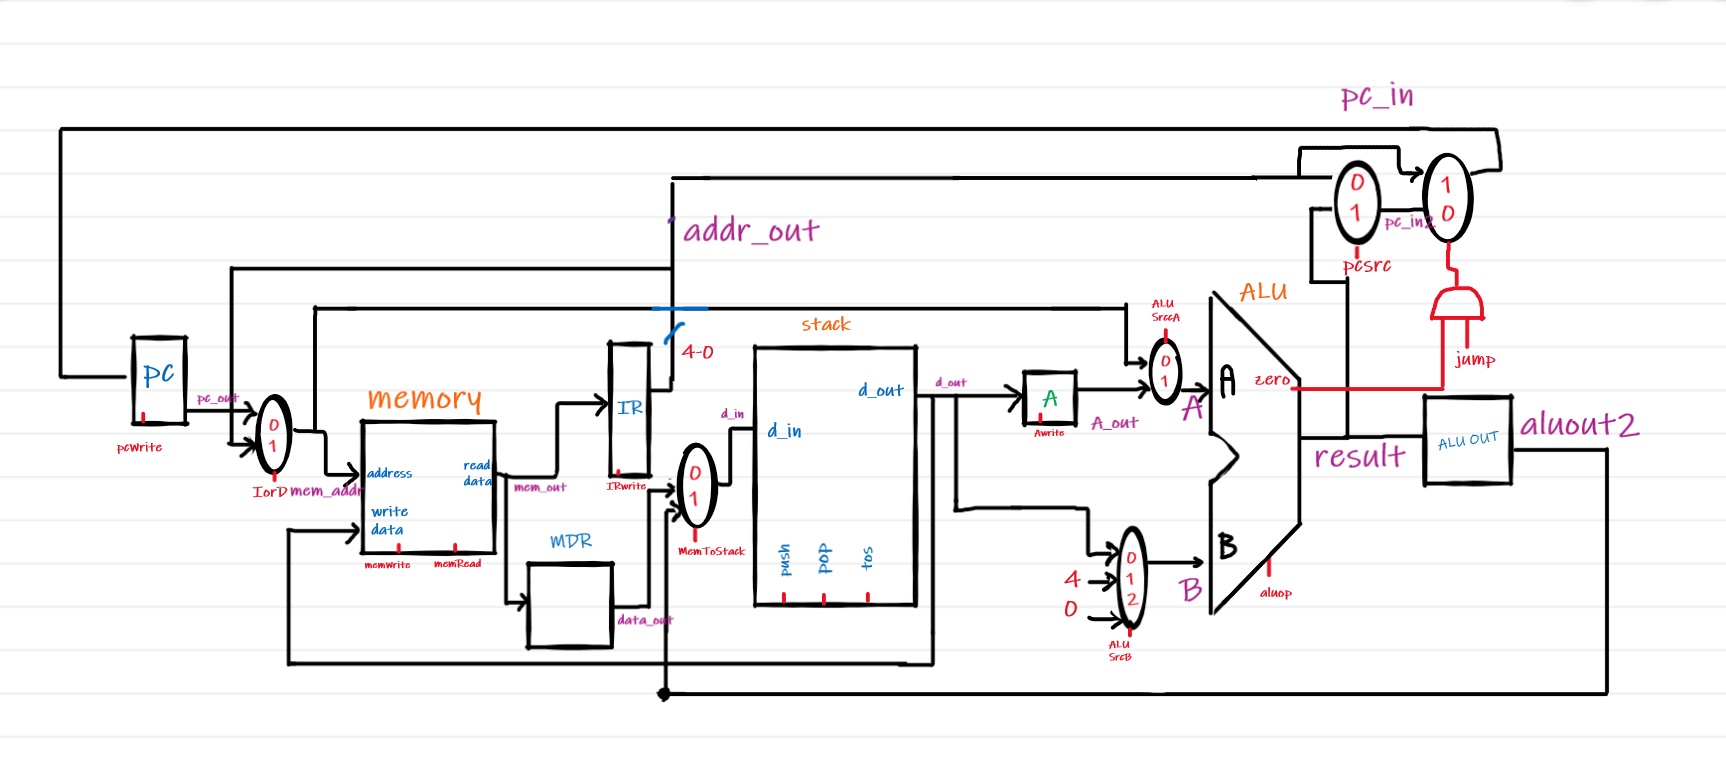 pc_in
0
1
1
0
pc_in2
pcsrc
addr_out
ALU
jump
ALU
SrccA
0
1
stack
4-0
PC
pc_out
pcWrite
0
1
IorD
mem_addr
memory
address
read
data
write
data
memWrite
memRead
mem_out
IR
IRwrite
MDR
data_out
0
1
MemToStack
d_in
d_in
d_out
push
pop
tos
d_out
A
Awrite
A_out
A
A
zero
B
B
0
1
2
4
0
ALU
SrcB
aluop
result
ALU OUT
aluout2